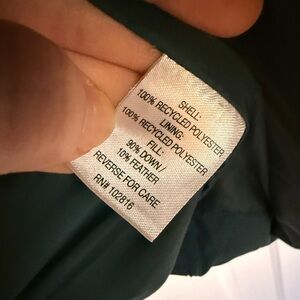 SHELL:
100% RECYCLED POLYESTER
LINING:
100% RECYCLED POLYESTER
FILL:
90% DOWN/
10% FEATHER
REVERSE FOR CARE
RN# 102816